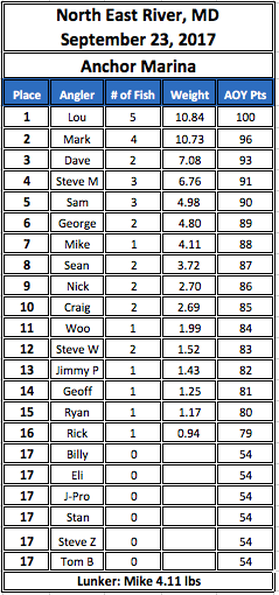 North East River, MD
September 23, 2017
Anchor Marina
Place Angler # of Fish Weight AOY Pts
1 Lou 5 10.84 100
2 Mark 4 10.73 96
3 Dave 2 7.08 93
4 Steve M 3 6.76 91
5 Sam 3 4.98 90
6 George 2 4.80 89
7 Mike 1 4.11 88
8 Sean 2 3.72 87
9 Nick 2 2.70 86
10 Craig 2 2.69 85
11 Woo 1 1.99 84
12 Steve W 2 1.52 83
13 Jimmy P 1 1.43 82
14 Geoff 1 1.25 81
15 Ryan 1 1.17 80
16 Rick 1 0.94 79
17 Billy 0 54
17 Eli 0 54
17 J-Pro 0 54
17 Stan 0 54
17 Steve Z 0 54
17 Tom B 0 54
Lunker: Mike 4.11 lbs